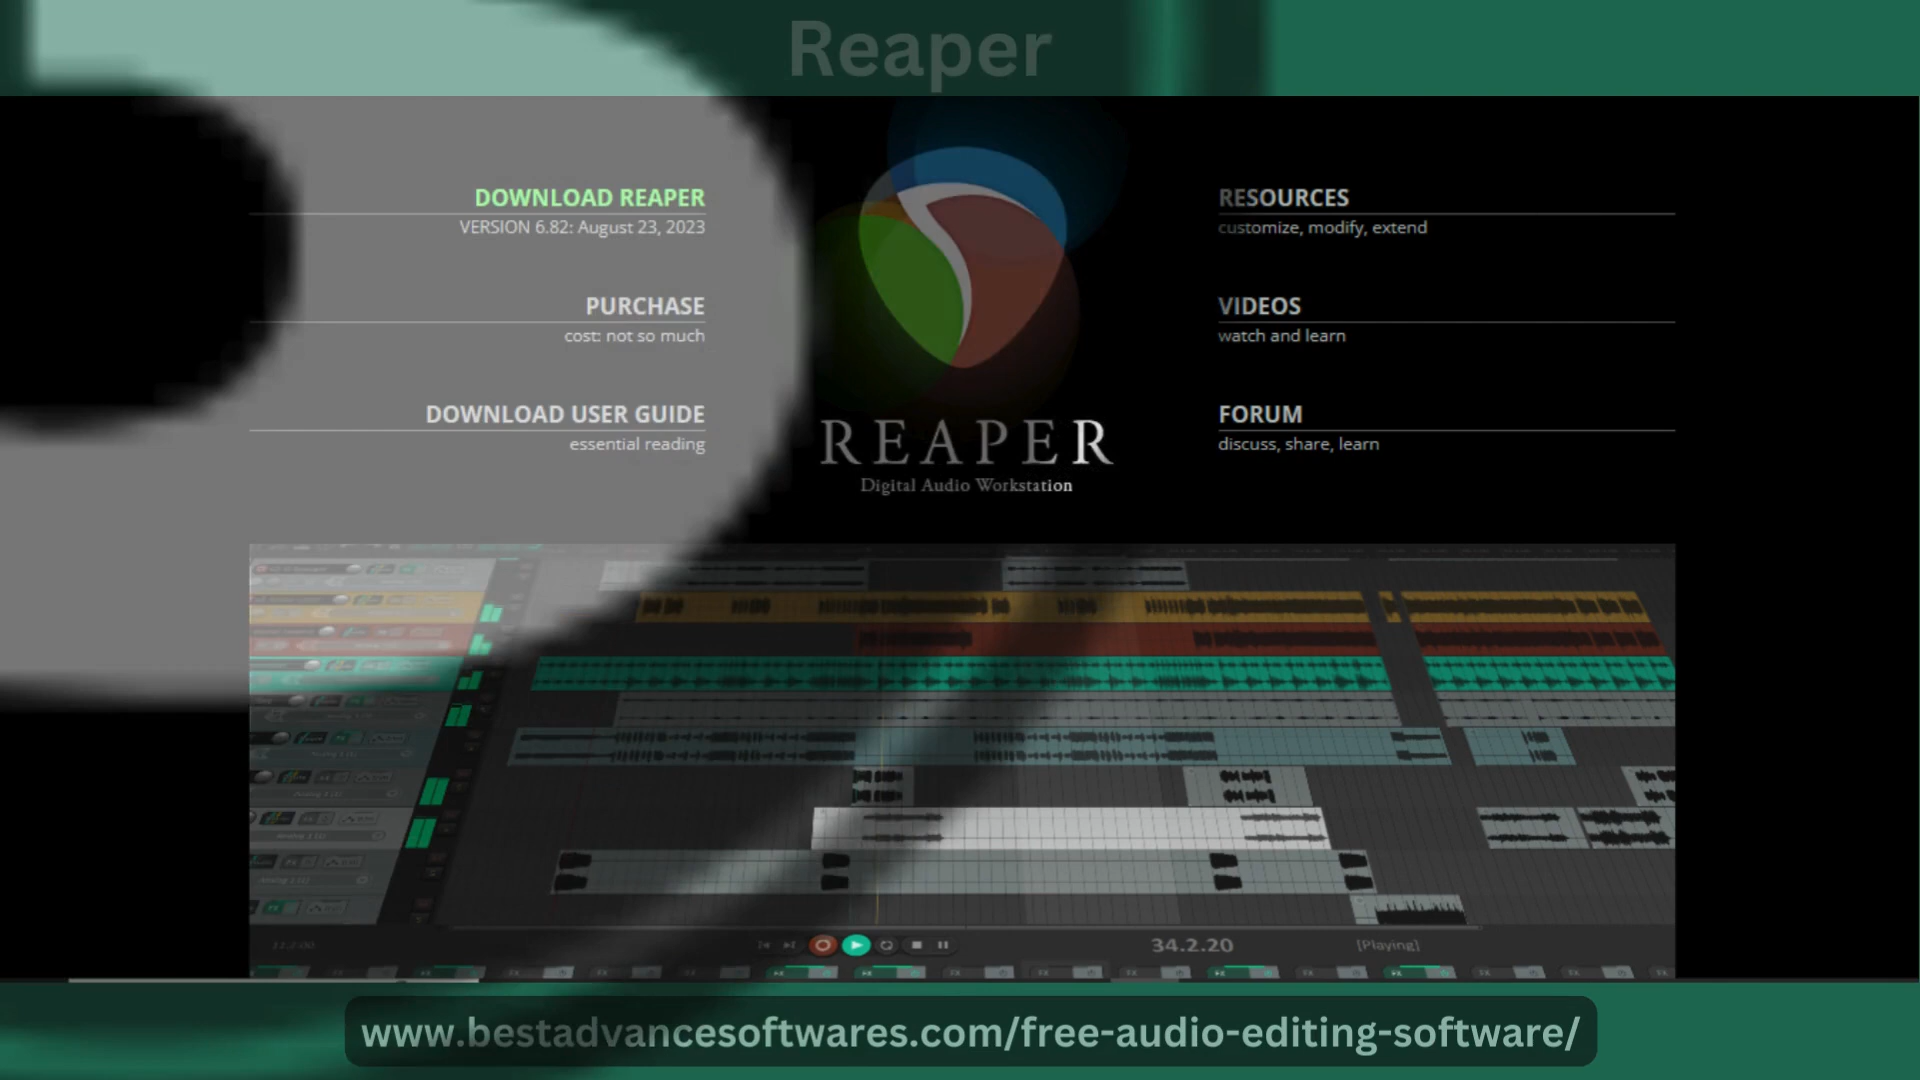 Reaper
DOWNLOAD REAPER
VERSION 6.82: August 23, 2023
PURCHASE
cost: not so much
DOWNLOAD USER GUIDE
essential reading
REAPER
Digital Audio Workstation
RESOURCES
customize, modify, extend
VIDEOS
watch and learn
FORUM
discuss, share, learn
34.2.20
[Playing]
www.bestadvancesoftwares.com/free-audio-editing-software/